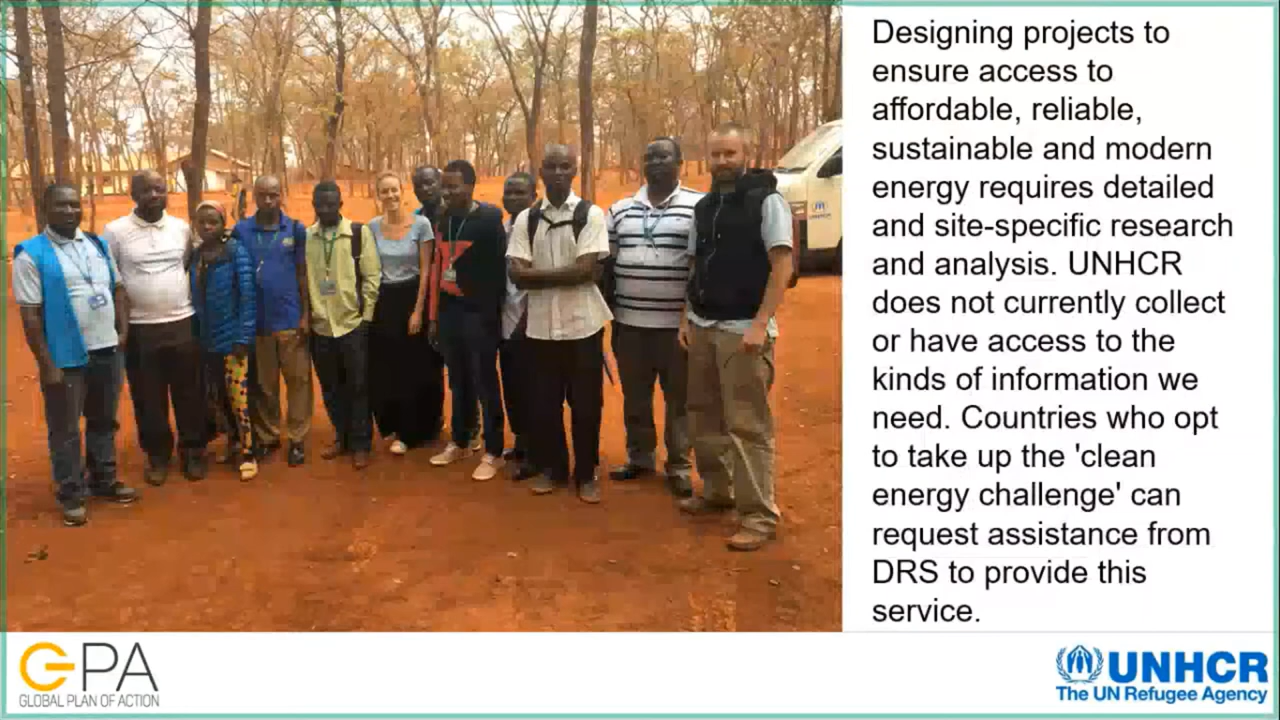 Designing projects to
ensure access to
affordable, reliable,
sustainable and modern
energy requires detailed
and site-specific research
and analysis. UNHCR
does not currently collect
or have access to the
kinds of information we
need. Countries who opt
to take up the 'clean
energy challenge' can
request assistance from
DRS to provide this
service.
UNHCR
GPA
GLOBAL PLAN OF ACTION
UNHCR
The UN Refugee Agency